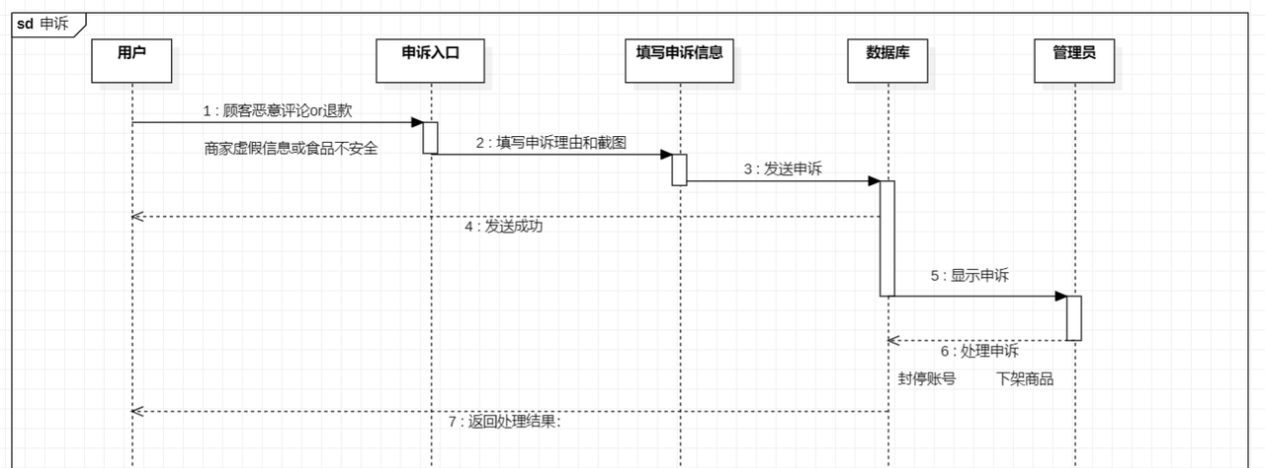 sd 申诉
用户
申诉入口
填写申诉信息
数据库
管理员
1 : 顾客恶意评论or退款
商家虚假信息或食品不安全
2 : 填写申诉理由和截图
3 : 发送申诉
4 : 发送成功
5 : 显示申诉
6 : 处理申诉
封停账号 下架商品
7 : 返回处理结果：